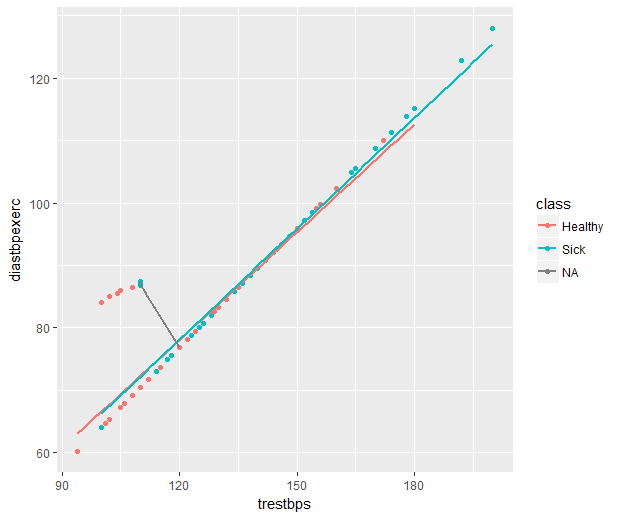 120
100
80
60
diastbpexerc
90
120
150
180
trestbps
class
Healthy
Sick
NA